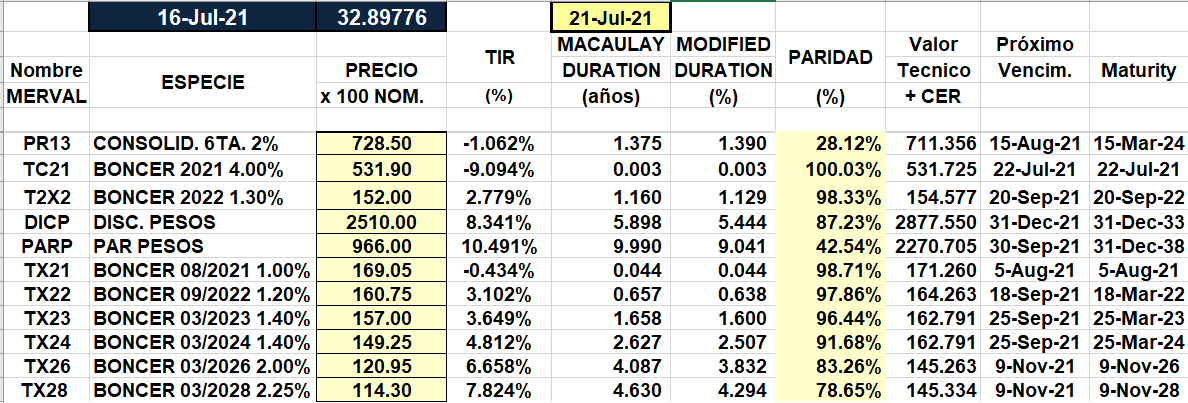 16-Jul-21 32.89776 21-Jul-21
MACAULAY MODIFIED Valor Próximo
TIR PARIDAD
Nombre PRECIO DURATION DURATION Tecnico Vencim. Maturity
ESPECIE
MERVAL x 100 NOM. (%) (años) (%) (%) + CER
PR13 CONSOLID. 6TA. 2% 728.50 -1.062% 1.375 1.390 28.12% 711.356 15-Aug-21 15-Mar-24
TC21 BONCER 2021 4.00% 531.90 -9.094% 0.003 0.003 100.03% 531.725 22-Jul-21 22-Jul-21
T2X2 BONCER 2022 1.30% 152.00 2.779% 1.160 1.129 98.33% 154.577 20-Sep-21 20-Sep-22
DICP DISC. PESOS 2510.00 8.341% 5.898 5.444 87.23% 2877.550 31-Dec-21 31-Dec-33
PARP PAR PESOS 966.00 10.491% 9.990 9.041 42.54% 2270.705 30-Sep-21 31-Dec-38
TX21 BONCER 08/2021 1.00% 169.05 -0.434% 0.044 0.044 98.71% 171.260 5-Aug-21 5-Aug-21
TX22 BONCER 09/2022 1.20% 160.75 3.102% 0.657 0.638 97.86% 164.263 18-Sep-21 18-Mar-22
TX23 BONCER 03/2023 1.40% 157.00 3.649% 1.658 1.600 96.44% 162.791 25-Sep-21 25-Mar-23
TX24 BONCER 03/2024 1.40% 149.25 4.812% 2.627 2.507 91.68% 162.791 25-Sep-21 25-Mar-24
TX26 BONCER 03/2026 2.00% 120.95 6.658% 4.087 3.832 83.26% 145.263 9-Nov-21 9-Nov-26
TX28 BONCER 03/2028 2.25% 114.30 7.824% 4.630 4.294 78.65% 145.334 9-Nov-21 9-Nov-28